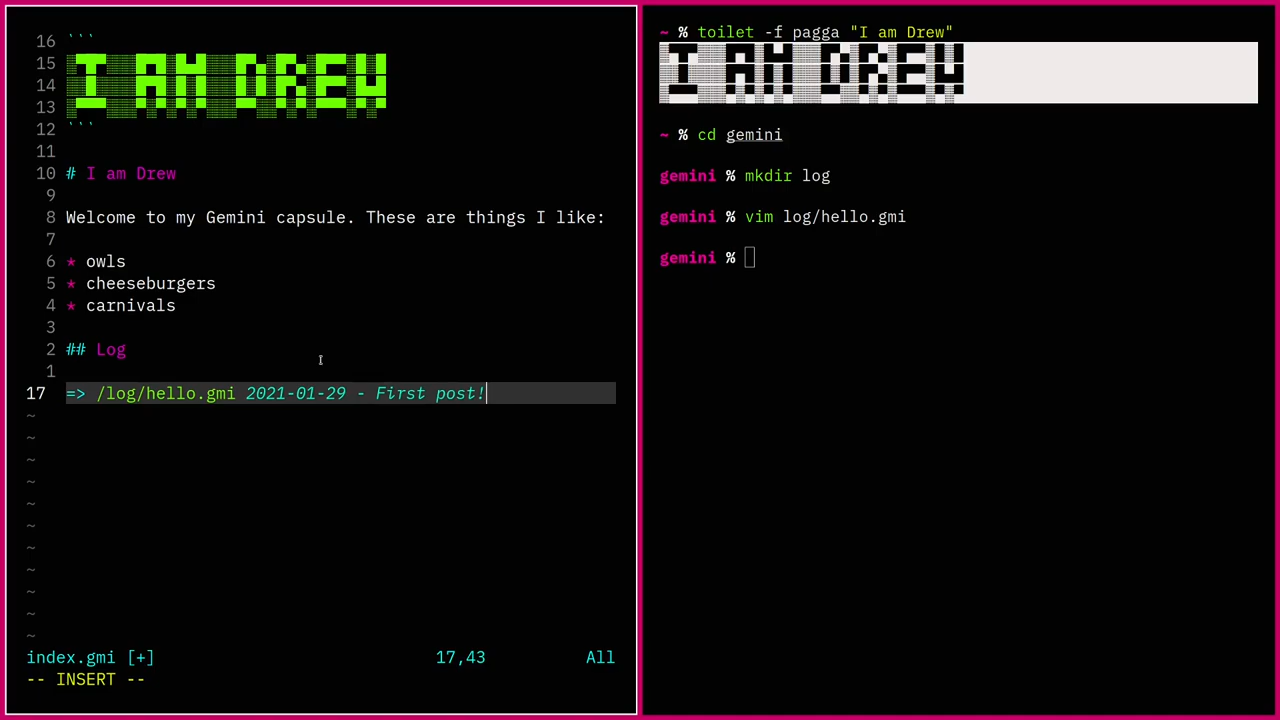 16 ```
15 I AM DREW
14
13
12 ```
11
10 # I am Drew
9
8 Welcome to my Gemini capsule. These are things I like:
7
6 * owls
5 * cheeseburgers
4 * carnivals
3
2 ## Log
1
17 => /log/hello.gmi 2021-01-29 - First post!
~
~
~
~
~
~
~
~
~
~
~
index.gmi [+] 17,43 All
-- INSERT --
~ % toilet -f pagga "I am Drew"
I AM DREW
~ % cd gemini
gemini % mkdir log
gemini % vim log/hello.gmi
gemini %